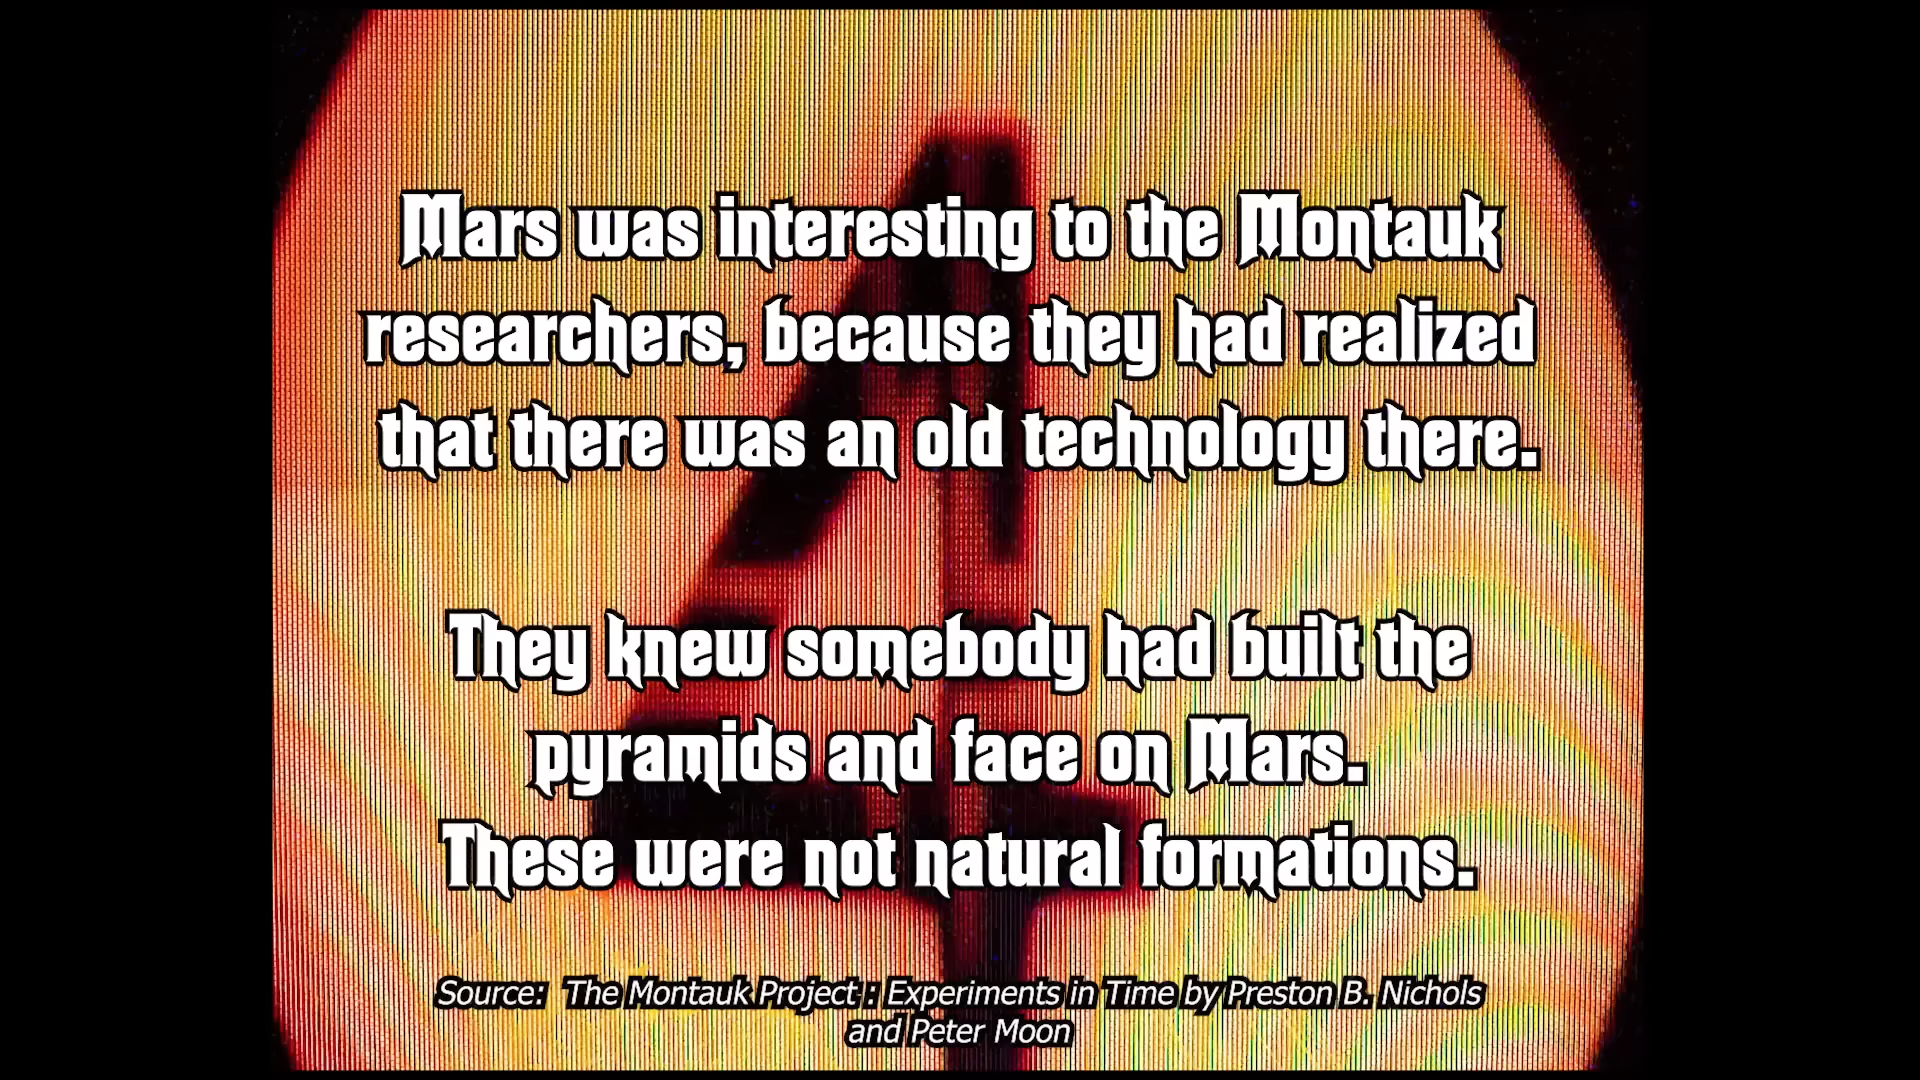 Mars was interesting to the Montauk
researchers, because they had realized
that there was an old technology there.
They knew somebody had built the
pyramids and face on Mars.
These were not natural formations.
Source: The Montauk Project : Experiments in Time by Preston B. Nichols
and Peter Moon